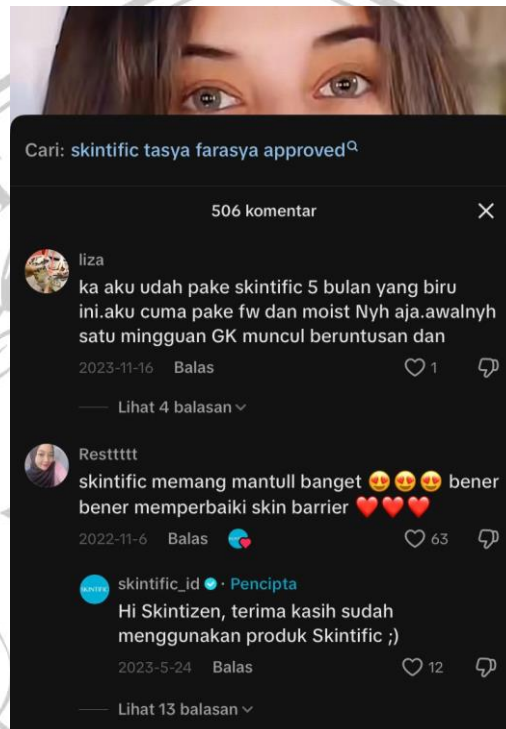 Cari: skintific tasya farasya approved
506 komentar
liza
ka aku udah pake skintific 5 bulan yang biru
ini.aku cuma pake fw dan moist Nyh aja.awalnyh
satu mingguan GK muncul beruntusan dan
2023-11-16 Balas 1
Lihat 4 balasan
Resttttt
skintific memang mantull banget 😍😍😍 bener
bener memperbaiki skin barrier ❤️❤️❤️
2022-11-6 Balas 63
SKINTIFIC
skintific_id · Pencipta
Hi Skintizen, terima kasih sudah
menggunakan produk Skintific ;)
2023-5-24 Balas 12
Lihat 13 balasan